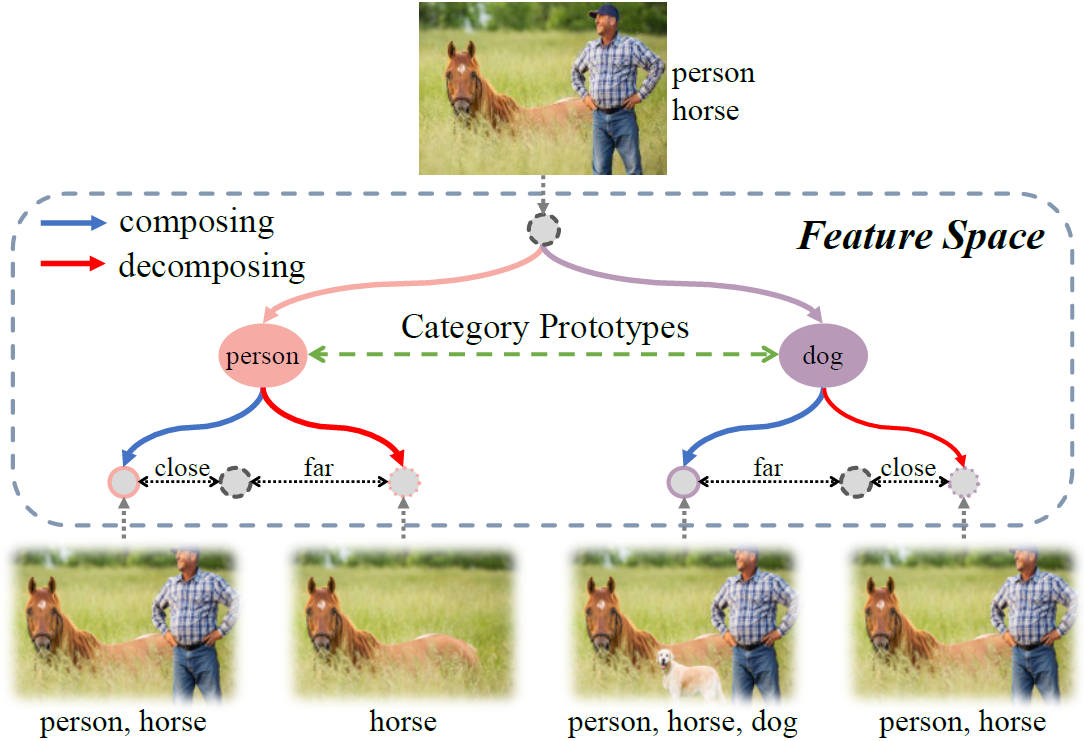 person
horse
composing
decomposing
Feature Space
Category Prototypes
person
dog
close
far
far
close
person, horse
horse
person, horse, dog
person, horse